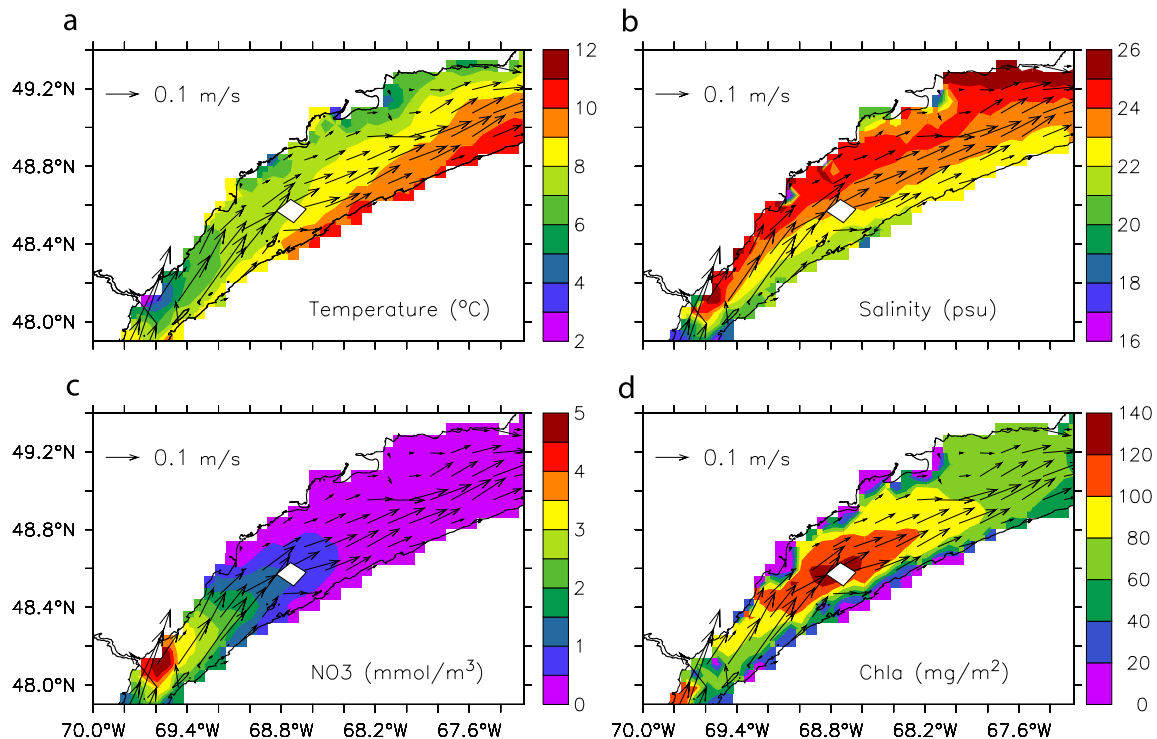 a b
49.2°N 0.1 m/s 12 0.1 m/s 26
10 24
48.8°N 8 22
6 20
48.4°N 4 18
48.0°N Temperature (°C) 2 Salinity (psu) 16
c d
49.2°N 0.1 m/s 5 0.1 m/s 140
4 120
48.8°N 3 100
2 80
48.4°N 1 60
40
48.0°N NO3 (mmol/m³) 0 Chla (mg/m²) 20
0
70.0°W 69.4°W 68.8°W 68.2°W 67.6°W 70.0°W 69.4°W 68.8°W 68.2°W 67.6°W